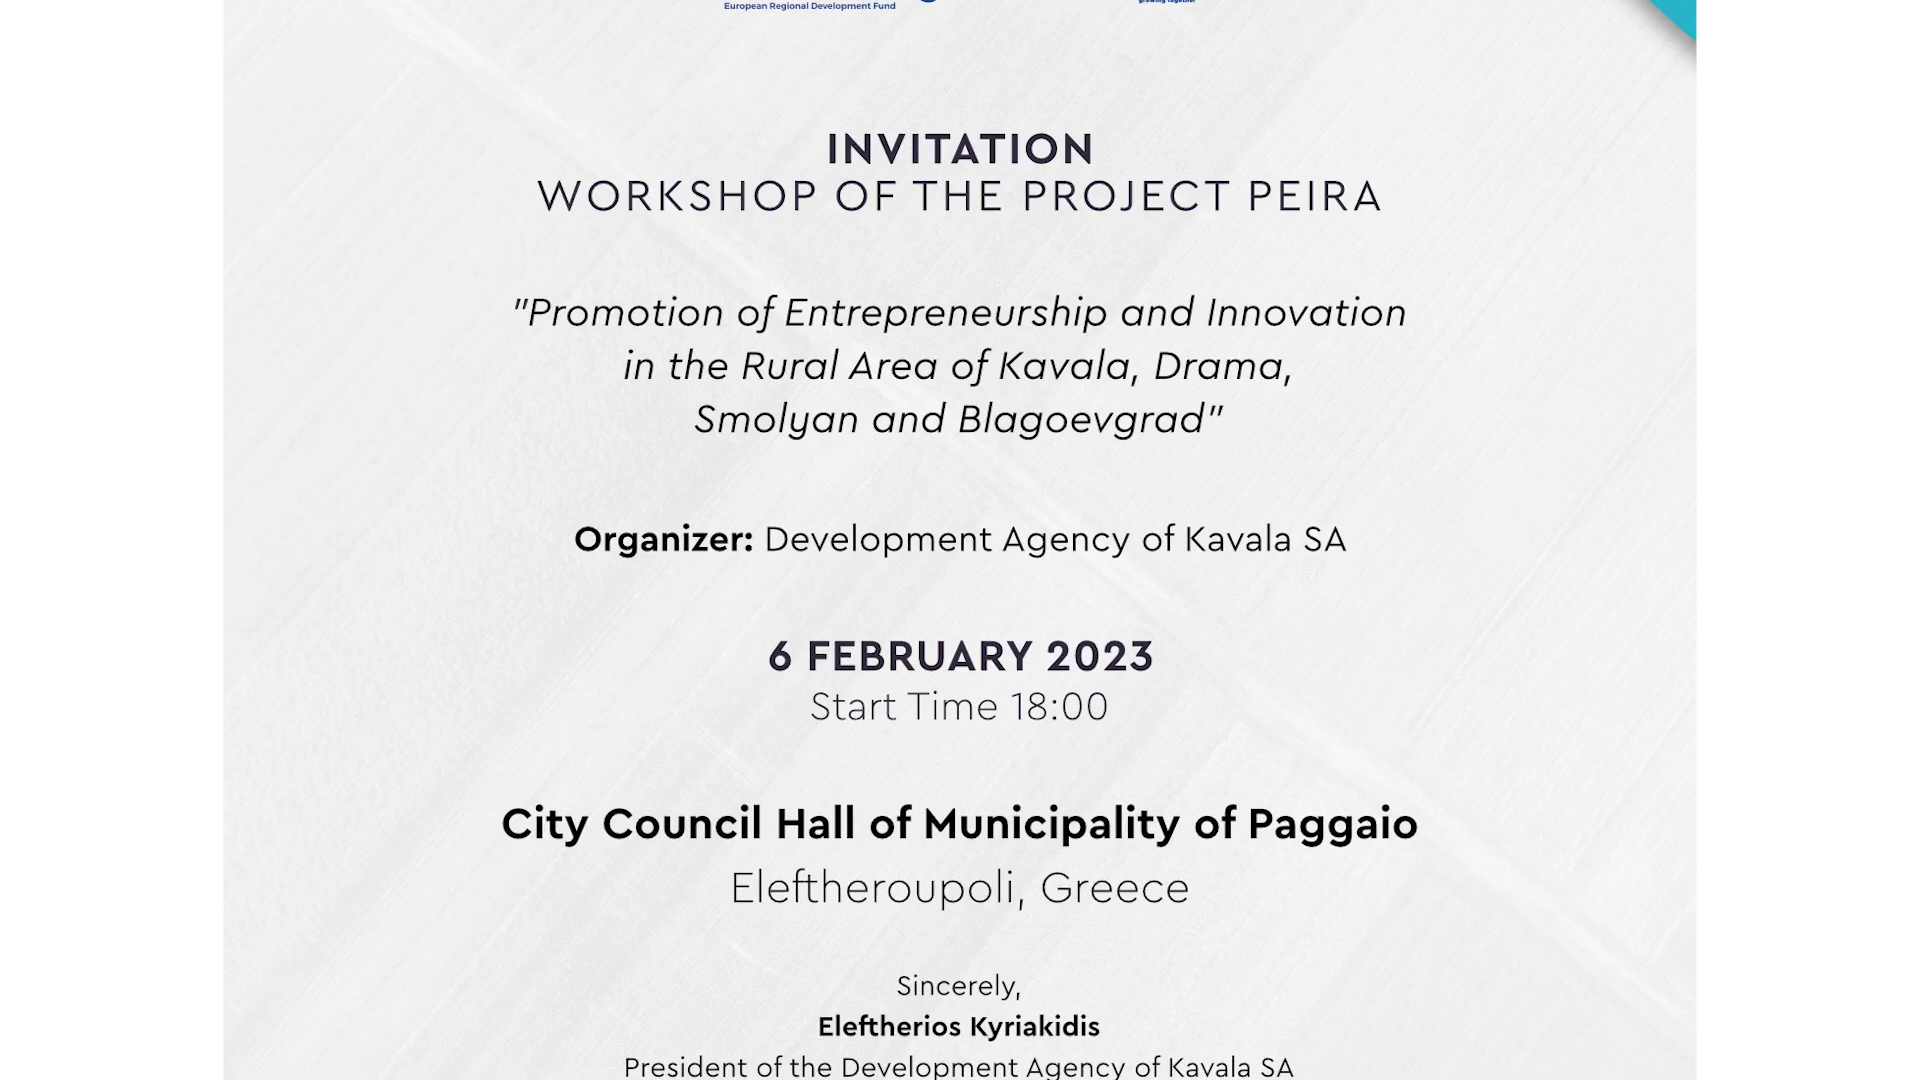 European Regional Development Fund
growing together
INVITATION
WORKSHOP OF THE PROJECT PEIRA
"Promotion of Entrepreneurship and Innovation
in the Rural Area of Kavala, Drama,
Smolyan and Blagoevgrad"
Organizer: Development Agency of Kavala SA
6 FEBRUARY 2023
Start Time 18:00
City Council Hall of Municipality of Paggaio
Eleftheroupoli, Greece
Sincerely,
Eleftherios Kyriakidis
President of the Development Agency of Kavala SA